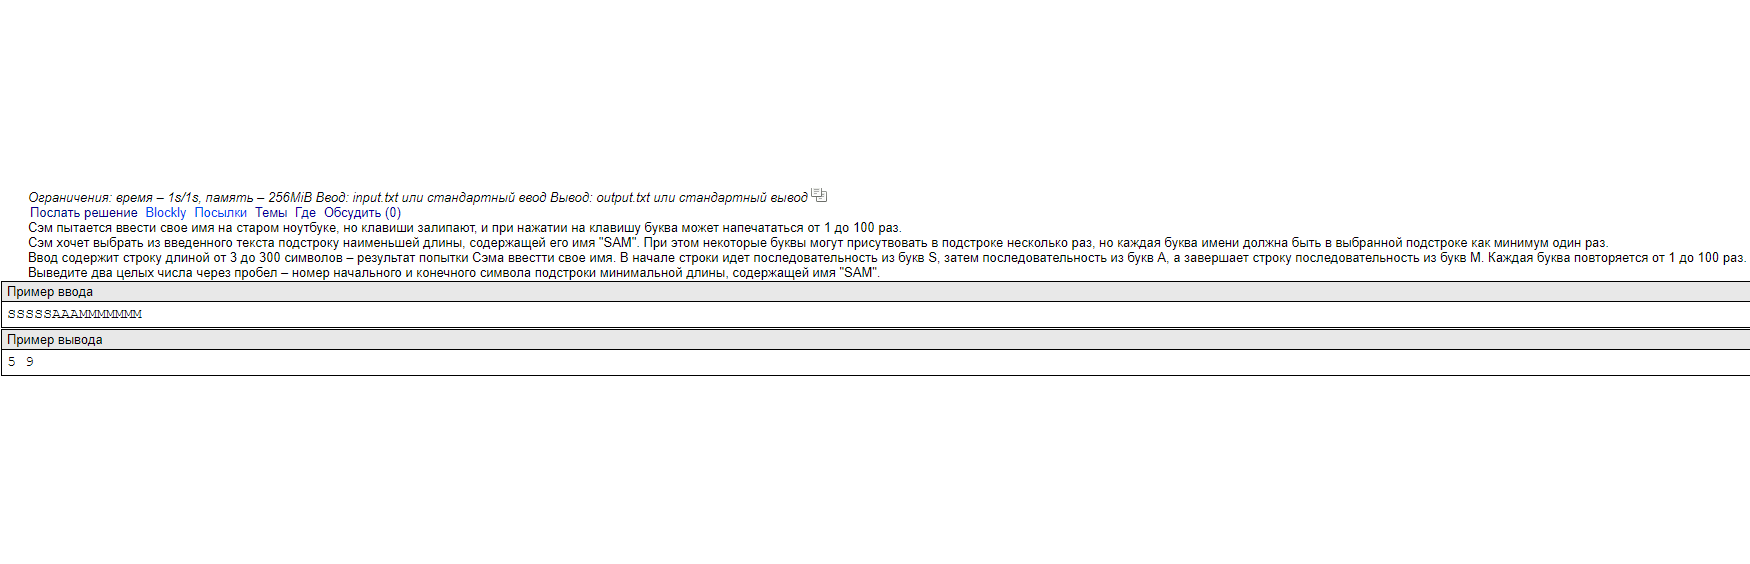 Ограничения: время – 1s/1s, память – 256MiB Ввод: input.txt или стандартный ввод Вывод: output.txt или стандартный вывод
Послать решение Blockly Посылки Темы Где Обсудить (0)
Сэм пытается ввести свое имя на старом ноутбуке, но клавиши залипают, и при нажатии на клавишу буква может напечататься от 1 до 100 раз.
Сэм хочет выбрать из введенного текста подстроку наименьшей длины, содержащей его имя "SAM". При этом некоторые буквы могут присутвовать в подстроке несколько раз, но каждая буква имени должна быть в выбранной подстроке как минимум один раз.
Ввод содержит строку длиной от 3 до 300 символов – результат попытки Сэма ввестти свое имя. В начале строки идет последовательность из букв S, затем последовательность из букв A, а завершает строку последовательность из букв M. Каждая буква повторяется от 1 до 100 раз.
Выведите два целых числа через пробел – номер начального и конечного символа подстроки минимальной длины, содержащей имя "SAM".
Пример ввода
SSSSSAAAMMMMMMM
Пример вывода
5 9